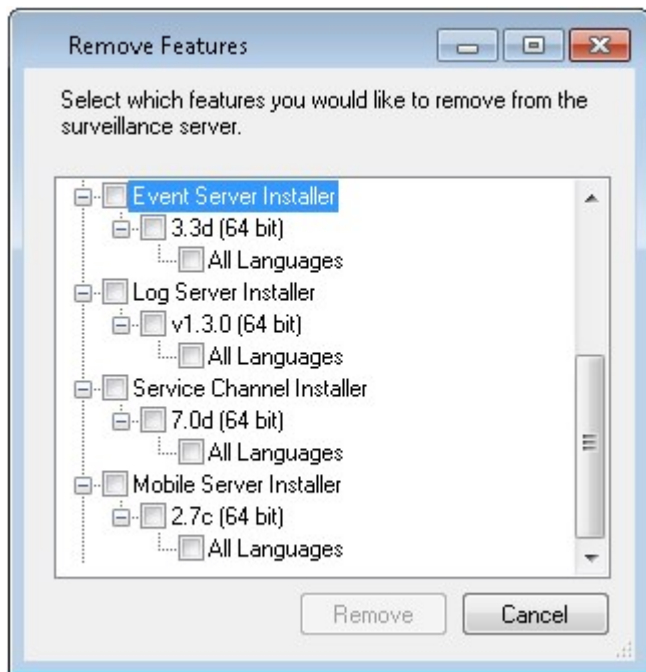 Remove Features
Select which features you would like to remove from the
surveillance server.
Event Server Installer
3.3d (64 bit)
All Languages
Log Server Installer
v1.3.0 (64 bit)
All Languages
Service Channel Installer
7.0d (64 bit)
All Languages
Mobile Server Installer
2.7c (64 bit)
All Languages
Remove
Cancel